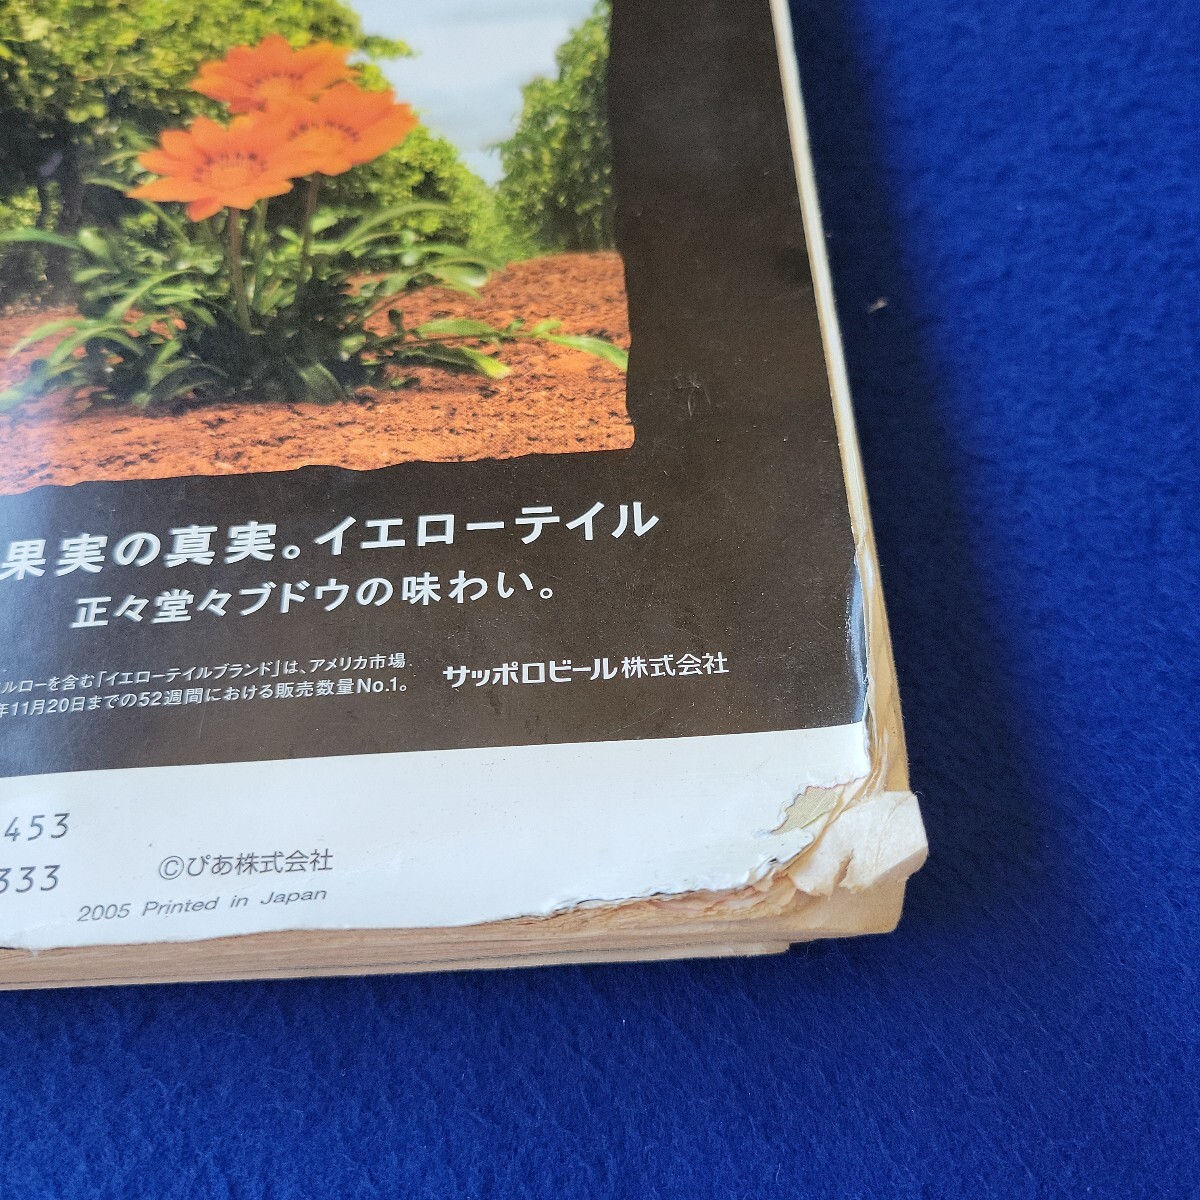 果実の真実。イエローテイル
正々堂々ブドウの味わい。
ルローを含む「イエローテイルブランド」は、アメリカ市場
年11月20日までの52週間における販売数量No.1。
サッポロビール株式会社
453
333
©ぴあ株式会社
2005 Printed in Japan